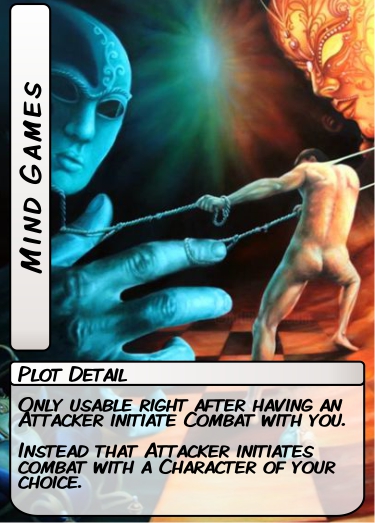 Mind Games
Plot Detail
Only usable right after having an
Attacker initiate Combat with you.
Instead that Attacker initiates
combat with a Character of your
choice.